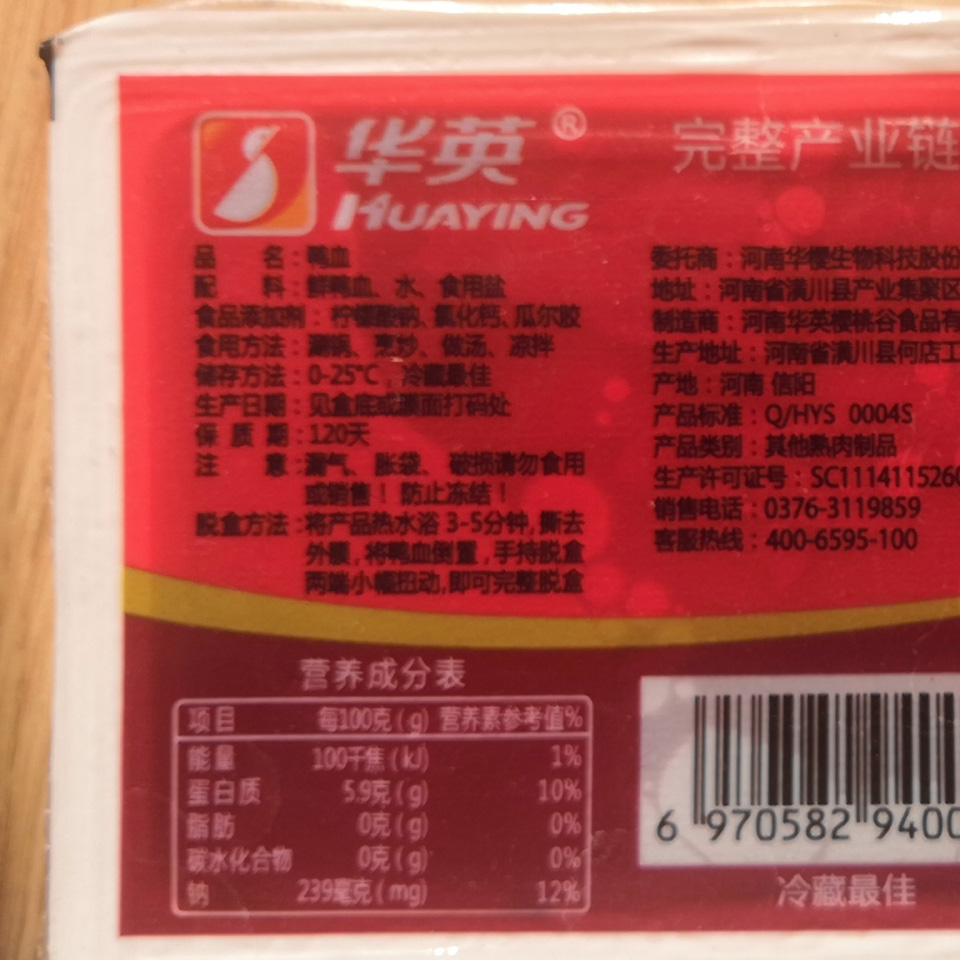 华英®
HUAYING
完整产业链
品 名：鸭血
配 料：鲜鸭血、水、食用盐
食品添加剂：柠檬酸钠、氯化钙、瓜尔胶
食用方法：涮锅、烹炒、做汤、凉拌
储存方法：0-25°C，冷藏最佳
生产日期：见盒底或膜面打码处
保 质 期：120天
注 意：漏气、胀袋、破损请勿食用
或销售！防止冻结！
脱盒方法：将产品热水浴 3-5分钟，撕去
外膜，将鸭血倒置，手持脱盒
两端小幅扭动，即可完整脱盒
委托商：河南华樱生物科技股份
地址：河南省潢川县产业集聚区
制造商：河南华英樱桃谷食品有
生产地址：河南省潢川县何店工
产地：河南 信阳
产品标准：Q/HYS 0004S
产品类别：其他熟肉制品
生产许可证号：SC1114115260
销售电话：0376-3119859
客服热线：400-6595-100
营养成分表
项目 每100克(g) 营养素参考值%
能量 100千焦(kJ) 1%
蛋白质 5.9克(g) 10%
脂肪 0克(g) 0%
碳水化合物 0克(g) 0%
钠 239毫克(mg) 12%
6 970582 9400
冷藏最佳